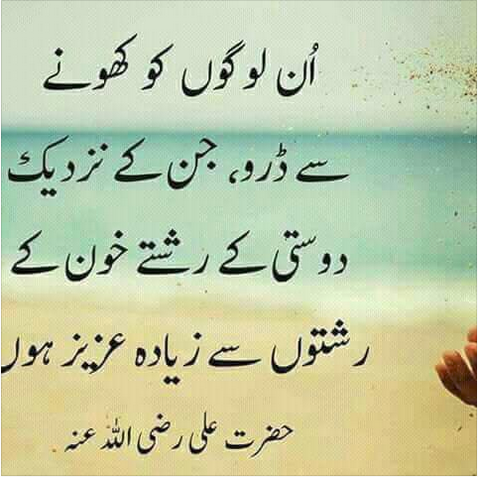 اُن لوگوں کو کھونے
سے ڈرو، جن کے نزدیک
دوستی کے رشتے خون کے
رشتوں سے زیادہ عزیز ہوں
حضرت علی رضی اللہ عنہ